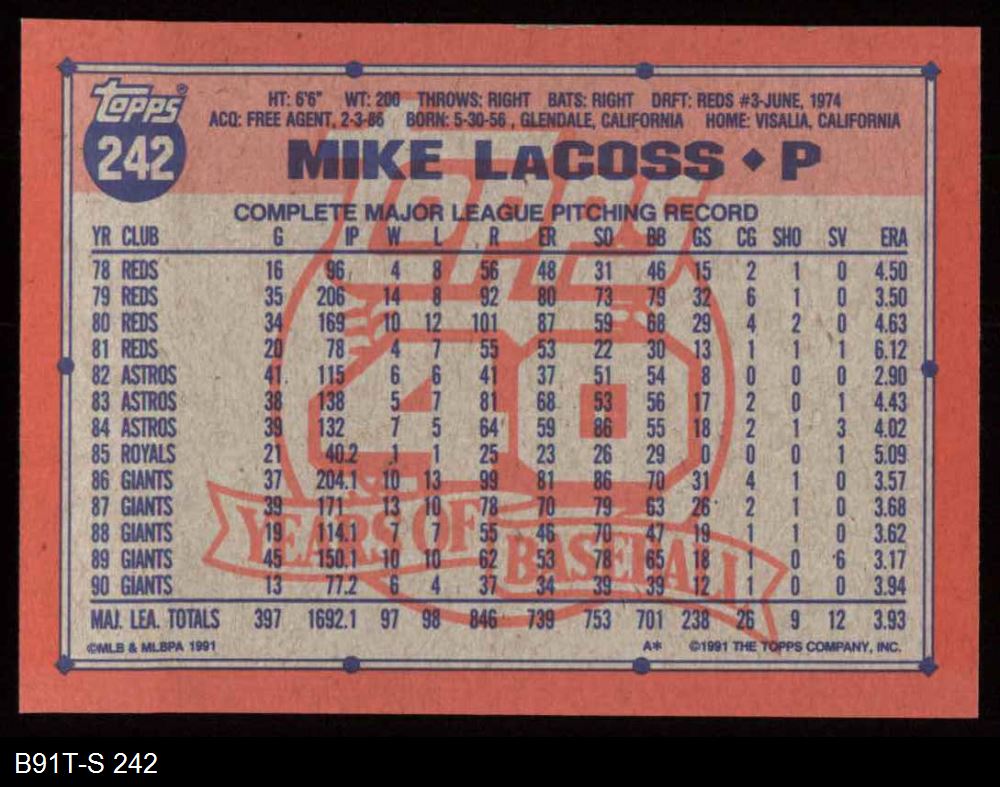 Topps®
242
HT: 6'6" WT: 200 THROWS: RIGHT BATS: RIGHT DRFT: REDS #3-JUNE, 1974
ACQ: FREE AGENT, 2-3-86 BORN: 5-30-56 , GLENDALE, CALIFORNIA HOME: VISALIA, CALIFORNIA
MIKE LACOSS ◆ P
COMPLETE MAJOR LEAGUE PITCHING RECORD
YR CLUB G IP W L R ER SO BB GS CG SHO SV ERA
78 REDS 16 96 4 8 56 48 31 46 15 2 1 0 4.50
79 REDS 35 206 14 8 92 80 73 79 32 6 1 0 3.50
80 REDS 34 169 10 12 101 87 59 68 29 4 2 0 4.63
81 REDS 20 78 4 7 55 53 22 30 13 1 1 1 6.12
82 ASTROS 41 115 6 6 41 37 51 54 8 0 0 0 2.90
83 ASTROS 38 138 5 7 81 68 53 56 17 2 0 1 4.43
84 ASTROS 39 132 7 5 64 59 86 55 18 2 1 3 4.02
85 ROYALS 21 40.2 1 1 25 23 26 29 0 0 0 1 5.09
86 GIANTS 37 204.1 10 13 99 81 86 70 31 4 1 0 3.57
87 GIANTS 39 171 13 10 78 70 79 63 26 2 1 0 3.68
88 GIANTS 19 114.1 7 7 55 46 70 47 19 1 1 0 3.62
89 GIANTS 45 150.1 10 10 62 53 78 65 18 1 0 6 3.17
90 GIANTS 13 77.2 6 4 37 34 39 39 12 1 0 0 3.94
MAJ. LEA. TOTALS 397 1692.1 97 98 846 739 753 701 238 26 9 12 3.93
©MLB & MLBPA 1991 A* ©1991 THE TOPPS COMPANY, INC.
Topps
40
YEARS OF BASEBALL
B91T-S 242